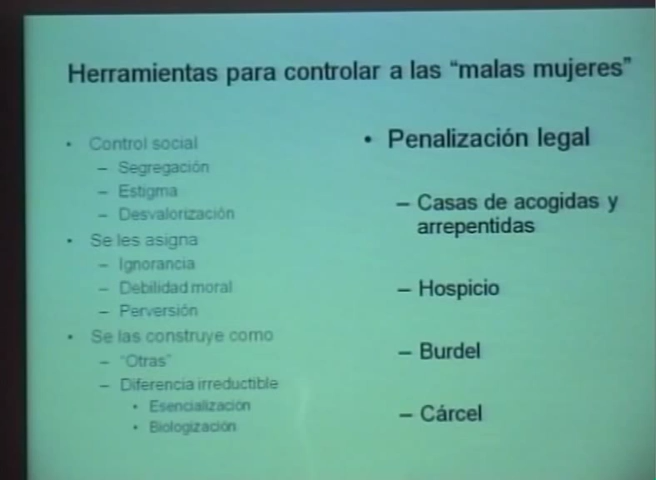 Herramientas para controlar a las “malas mujeres”
• Control social
– Segregación
– Estigma
– Desvalorización
• Se les asigna
– Ignorancia
– Debilidad moral
– Perversión
• Se las construye como
– “Otras”
– Diferencia irreductible
• Esencialización
• Biologización
• Penalización legal
– Casas de acogidas y
arrepentidas
– Hospicio
– Burdel
– Cárcel